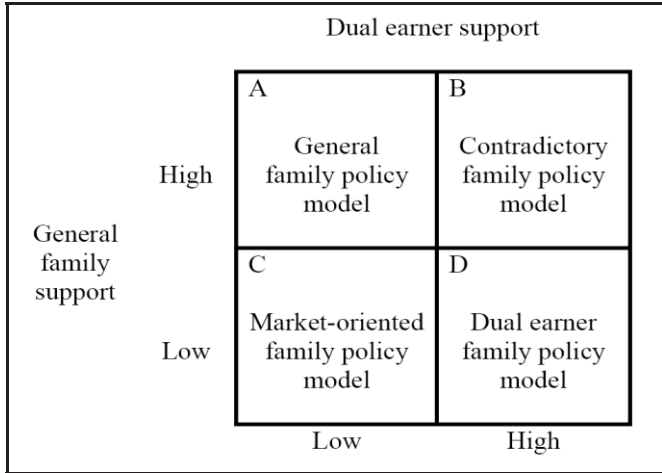 Dual earner support
A
General
family policy
model
B
Contradictory
family policy
model
High
General
family
support
C
Market-oriented
family policy
model
D
Dual earner
family policy
model
Low
Low
High